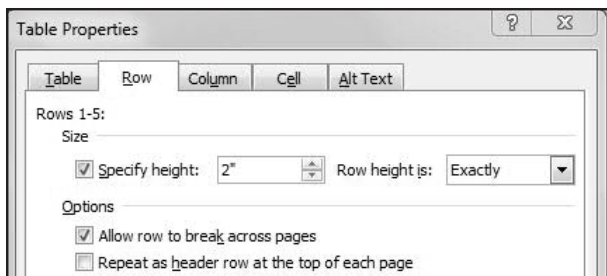 Table Properties
Table Row Column Cell Alt Text
Rows 1-5:
Size
Specify height: 2" Row height is: Exactly
Options
Allow row to break across pages
Repeat as header row at the top of each page